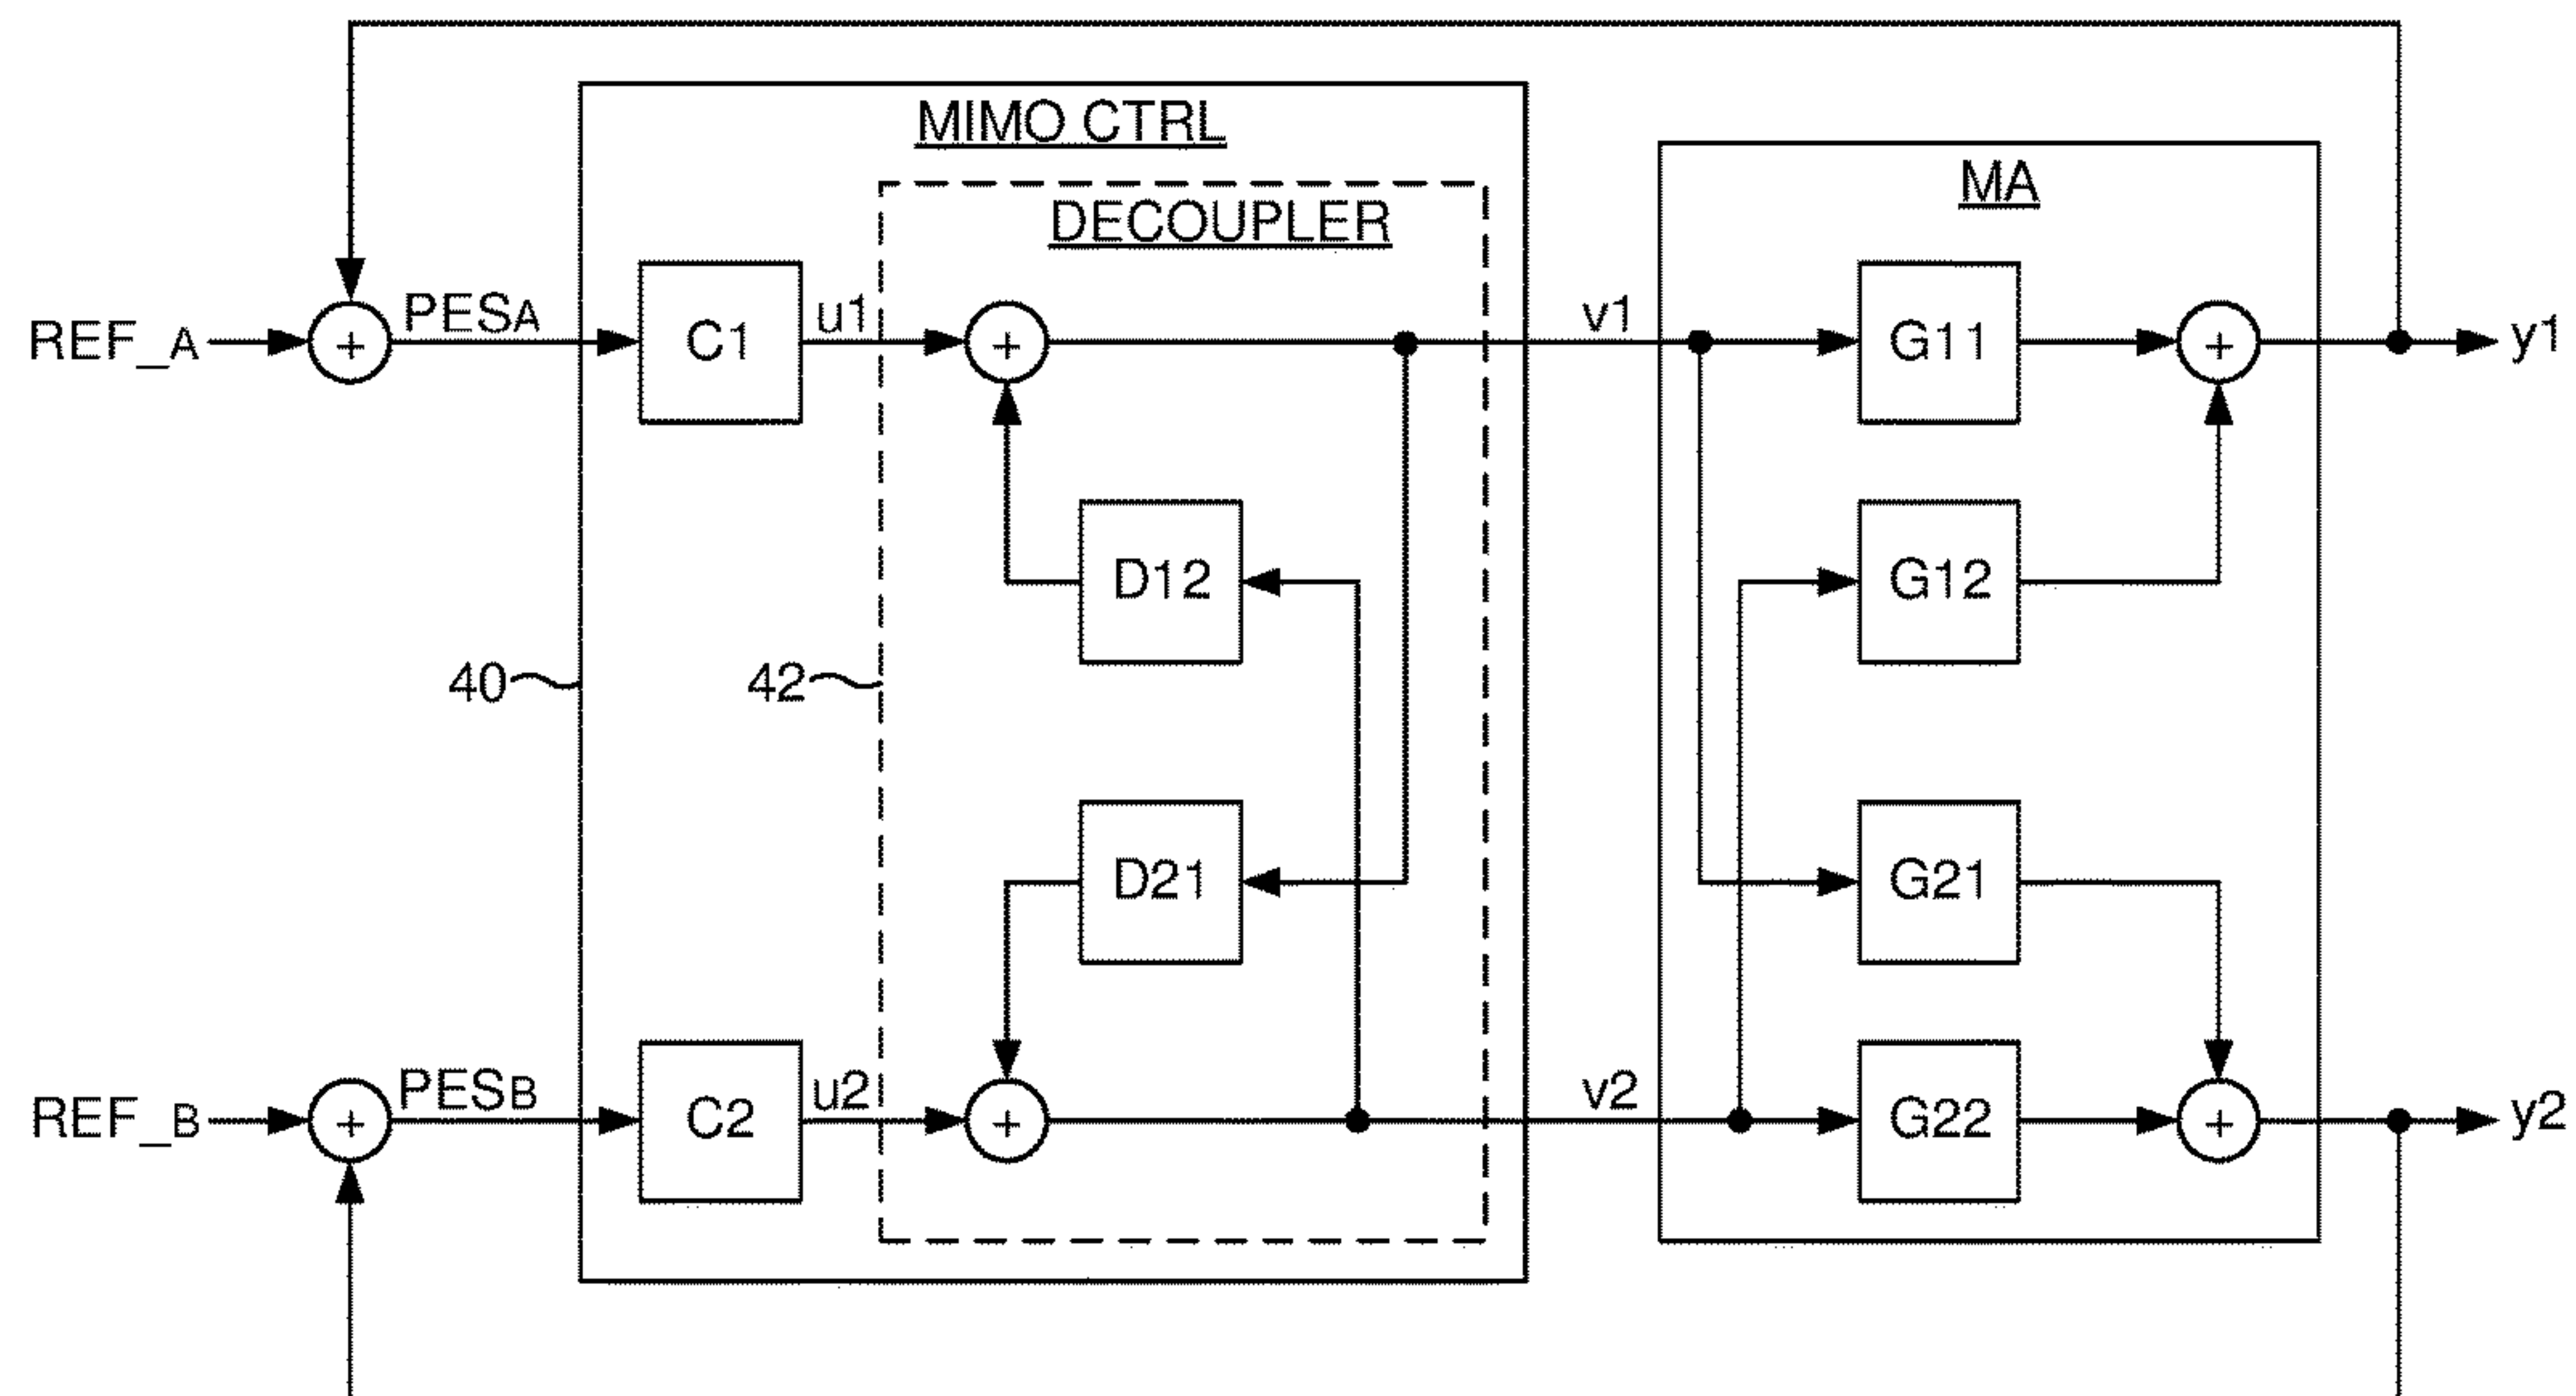 MIMO CTRL
MA
DECOUPLER
REF_A
+
PESA
C1
u1
+
v1
G11
+
y1
D12
G12
40
42
D21
G21
REF_B
+
PESB
C2
u2
+
v2
G22
+
y2